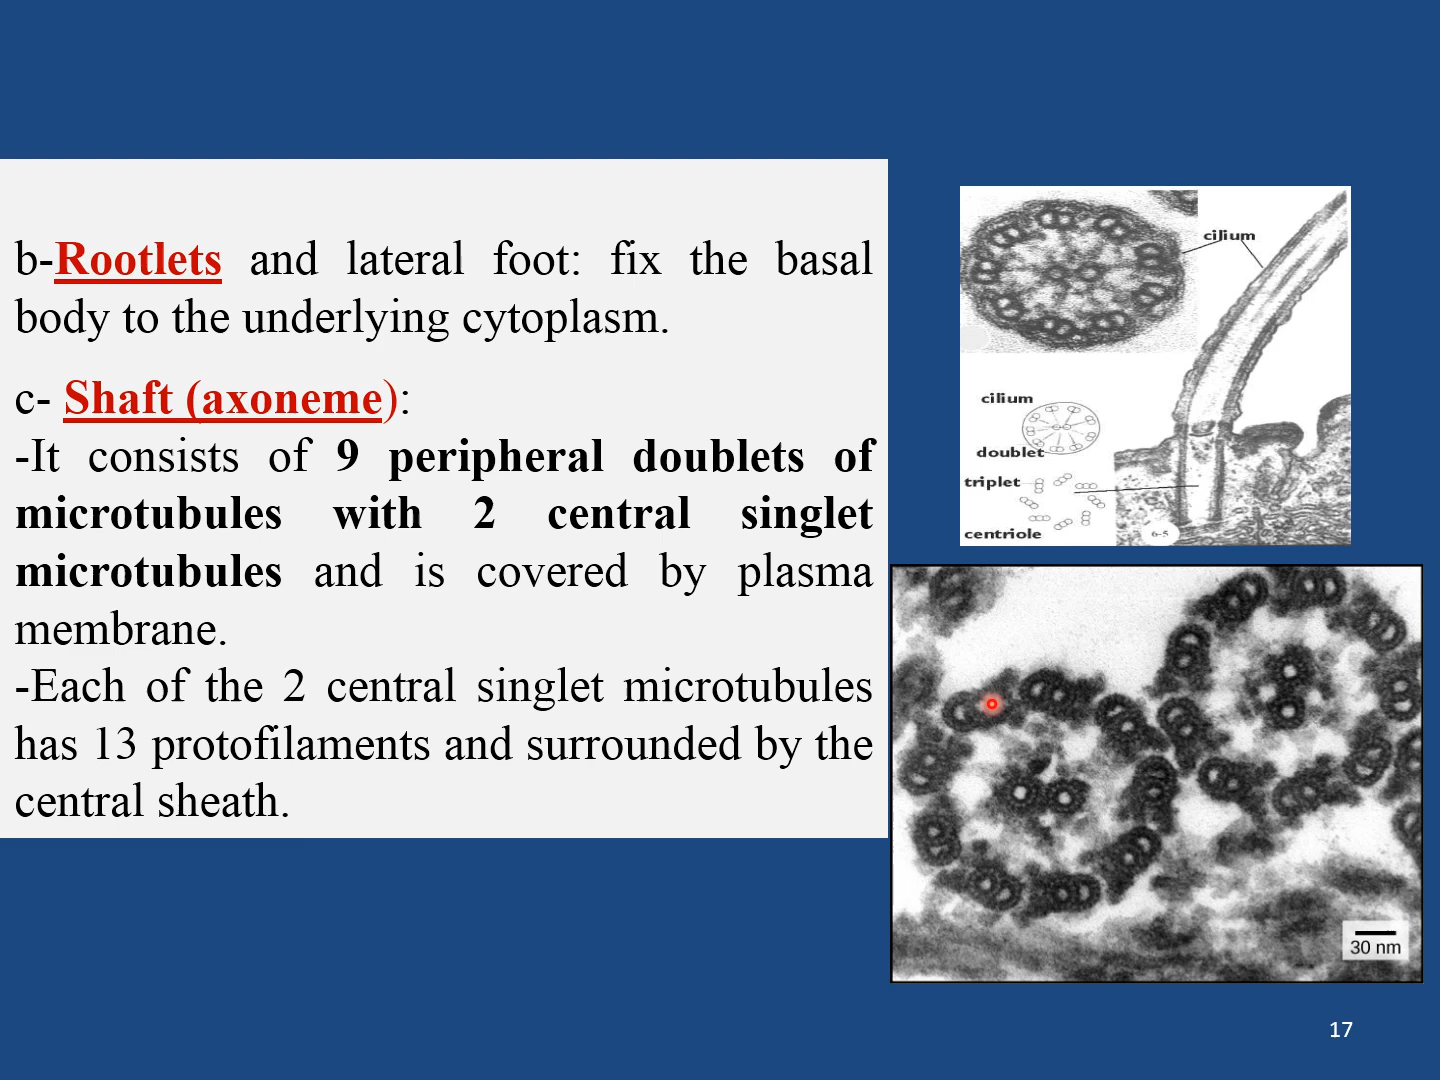 b-Rootlets and lateral foot: fix the basal
body to the underlying cytoplasm.
c- Shaft (axoneme):
-It consists of 9 peripheral doublets of
microtubules with 2 central singlet
microtubules and is covered by plasma
membrane.
-Each of the 2 central singlet microtubules
has 13 protofilaments and surrounded by the
central sheath.
cilium
cilium
doublet
triplet
centriole
6-5
30 nm
17